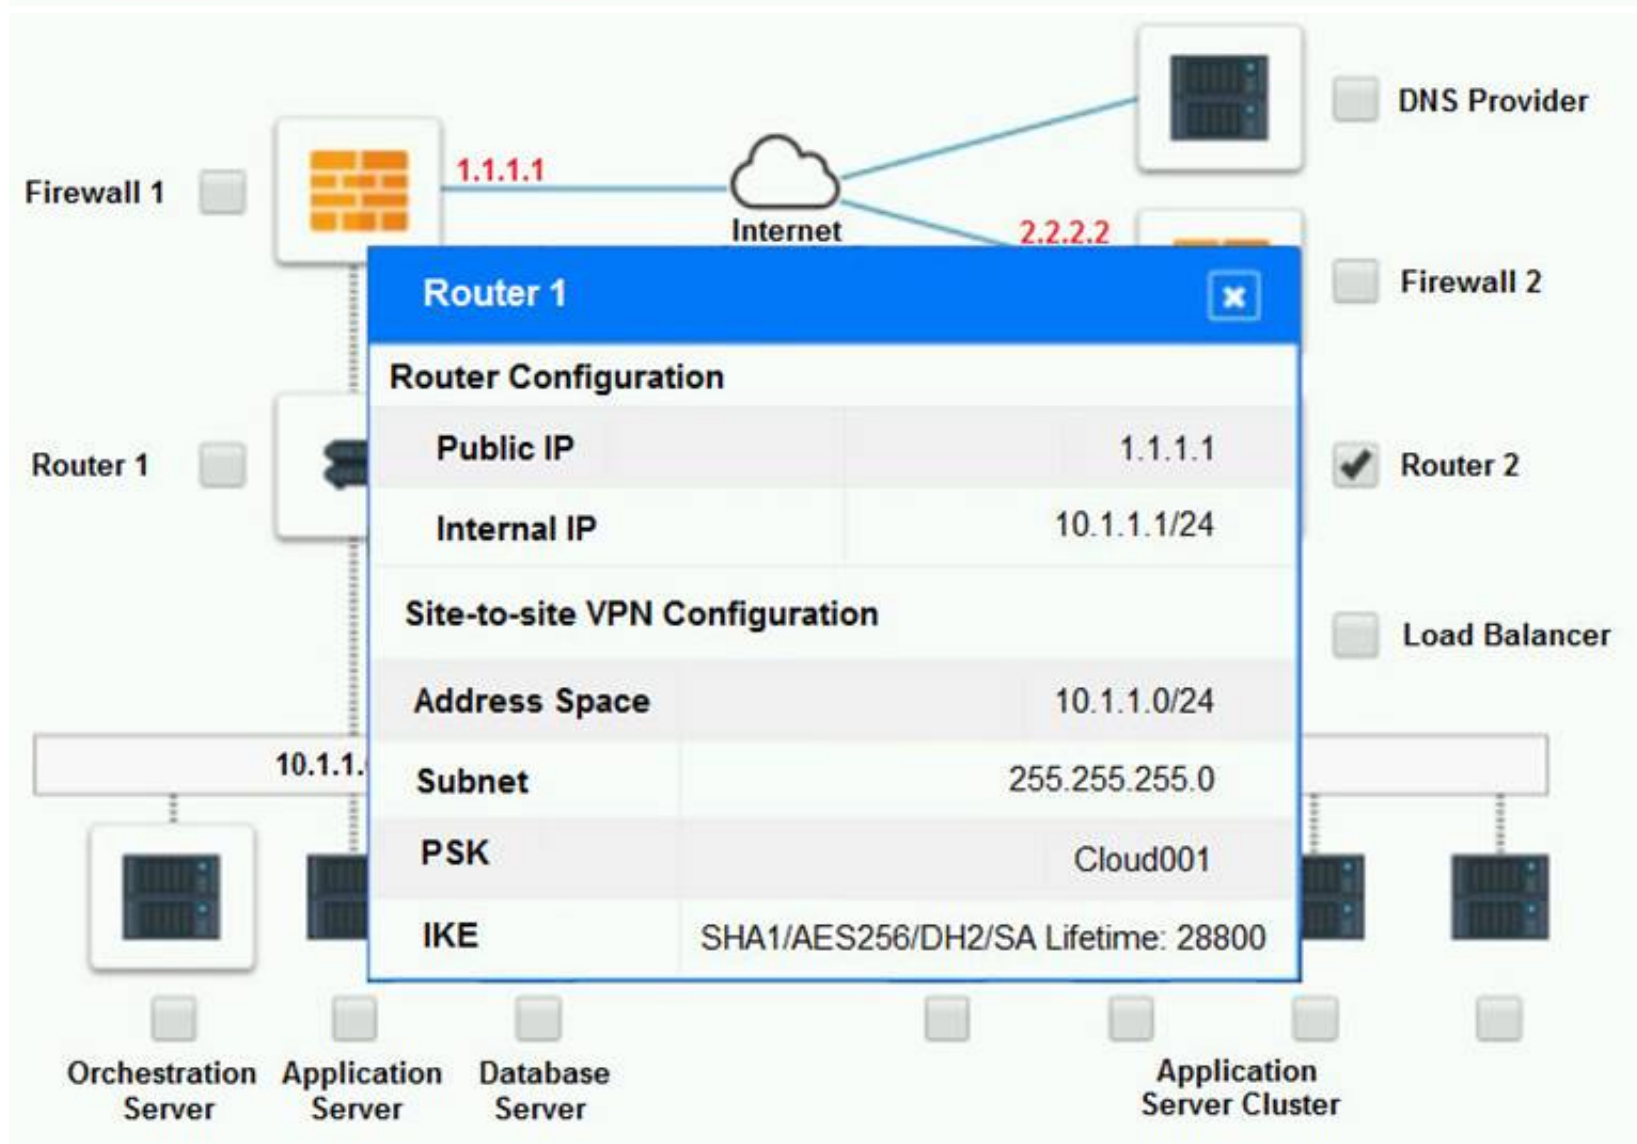 DNS Provider
Firewall 1
1.1.1.1
Internet
2.2.2.2
Firewall 2
Router 1
Router Configuration
Public IP 1.1.1.1
Internal IP 10.1.1.1/24
Site-to-site VPN Configuration
Address Space 10.1.1.0/24
Subnet 255.255.255.0
PSK Cloud001
IKE SHA1/AES256/DH2/SA Lifetime: 28800
Router 1
Router 2
Load Balancer
10.1.1.
Orchestration
Server
Application
Server
Database
Server
Application
Server Cluster